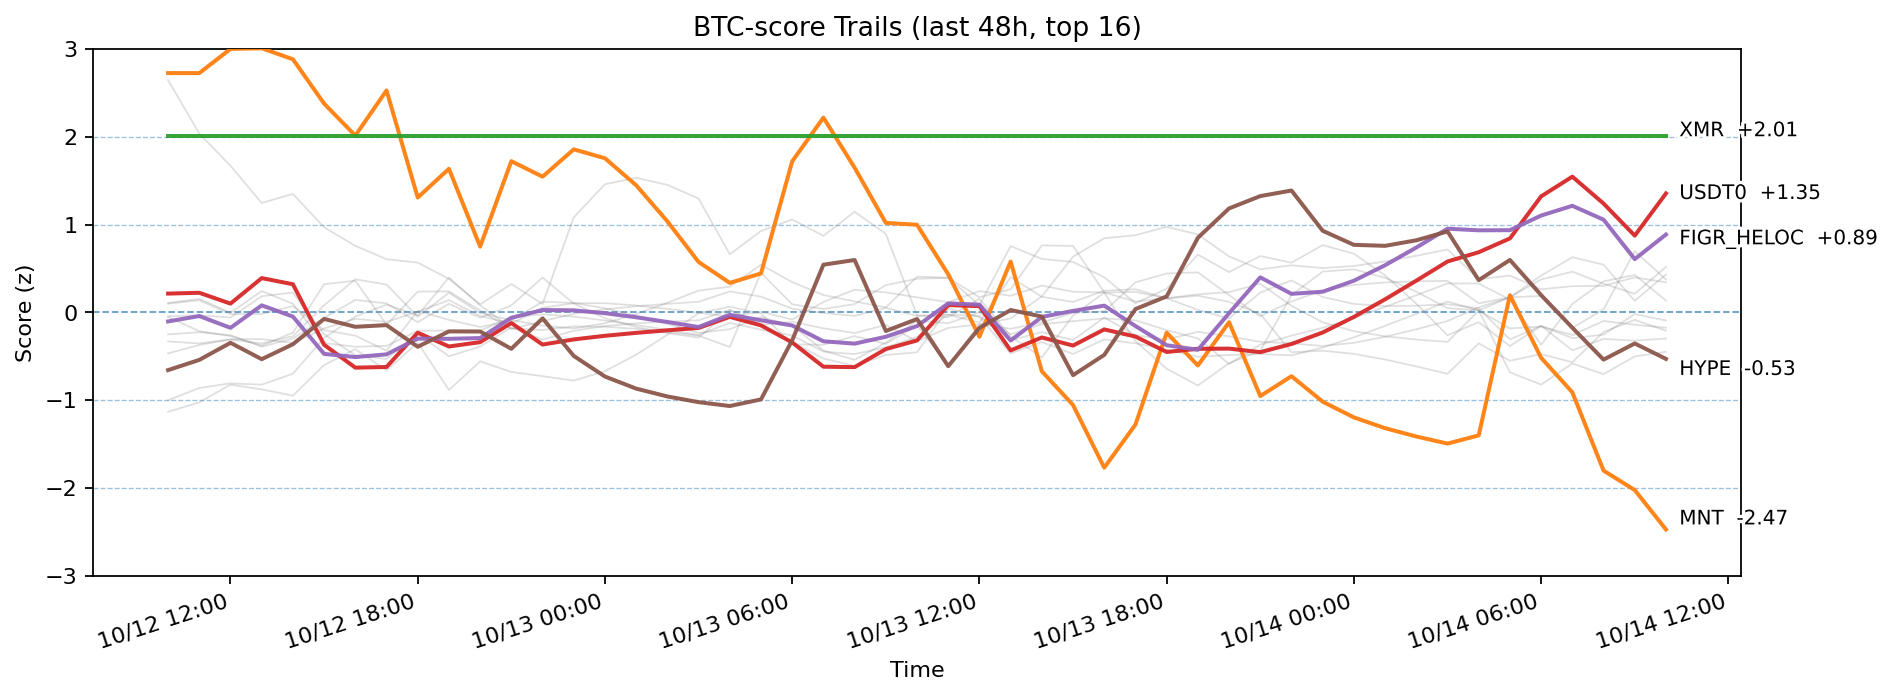 BTC-score Trails (last 48h, top 16)
Score (z)
3
2
1
0
−1
−2
−3
XMR +2.01
USDT0 +1.35
FIGR_HELOC +0.89
HYPE -0.53
MNT -2.47
10/12 12:00
10/12 18:00
10/13 00:00
10/13 06:00
10/13 12:00
10/13 18:00
10/14 00:00
10/14 06:00
10/14 12:00
Time